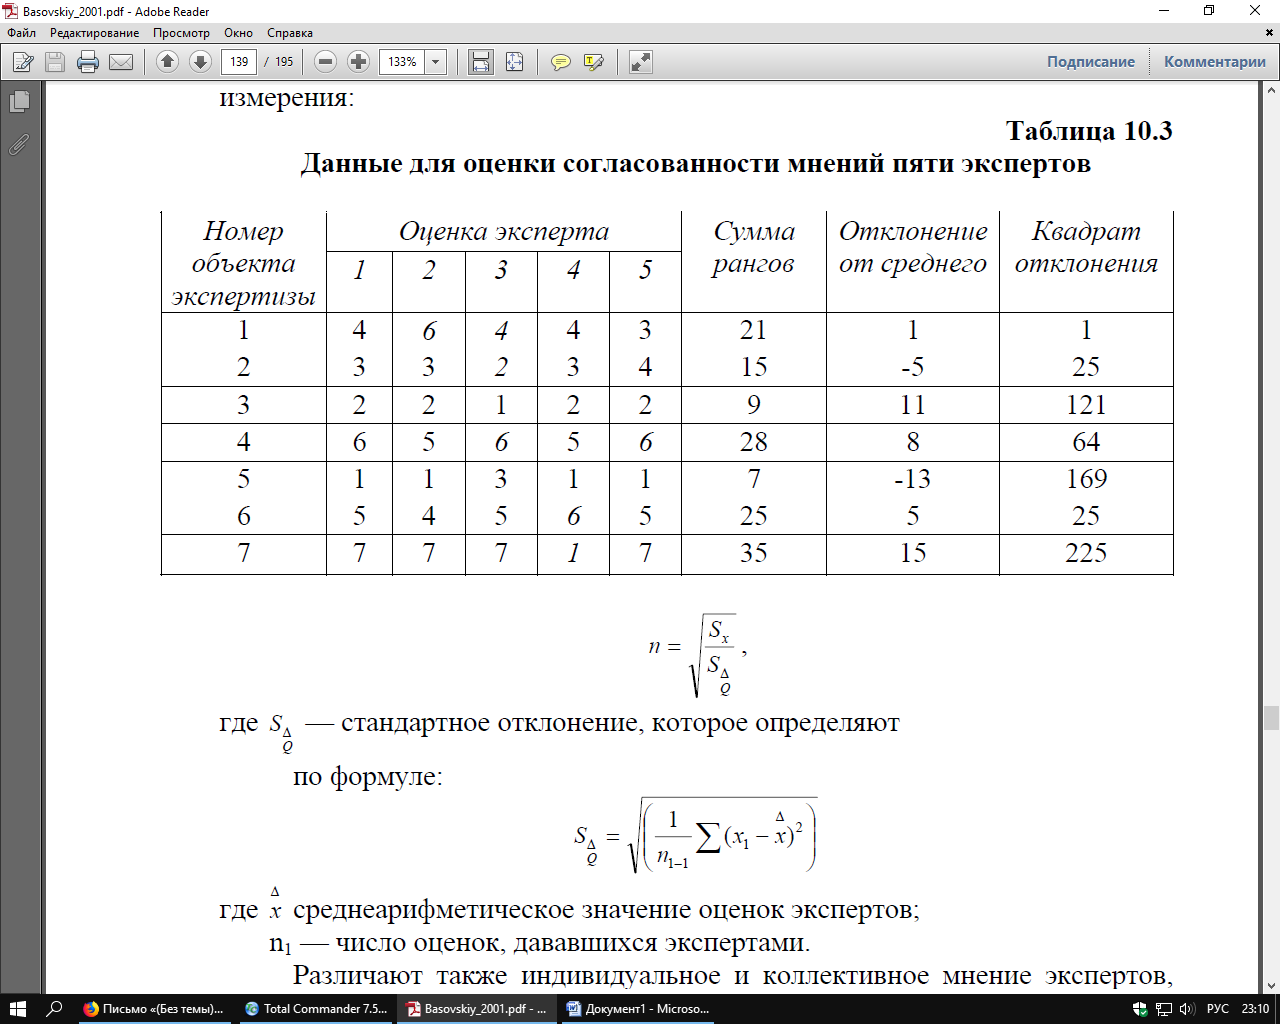 Basovskiy_2001.pdf - Adobe Reader
Файл Редактирование Просмотр Окно Справка
139 / 195 133% Подписание Комментарии
измерения:
Таблица 10.3
Данные для оценки согласованности мнений пяти экспертов
Номер объекта экспертизы Оценка эксперта Сумма рангов Отклонение от среднего Квадрат отклонения
1 2 3 4 5
1 4 6 4 4 3 21 1 1
2 3 3 2 3 4 15 -5 25
3 2 2 1 2 2 9 11 121
4 6 5 6 5 6 28 8 64
5 1 1 3 1 1 7 -13 169
6 5 4 5 6 5 25 5 25
7 7 7 7 1 7 35 15 225
n = √(Sx / S Δ Q) ,
где S Δ Q — стандартное отклонение, которое определяют
по формуле:
S Δ Q = √( 1 / n1−1 ∑ (x1 − x Δ)² )
где x Δ среднеарифметическое значение оценок экспертов;
n1 — число оценок, дававшихся экспертами.
Различают также индивидуальное и коллективное мнение экспертов,
Письмо «(Без темы)... Total Commander 7.5... Basovskiy_2001.pdf - ... Документ1 - Microso... РУС 23:10